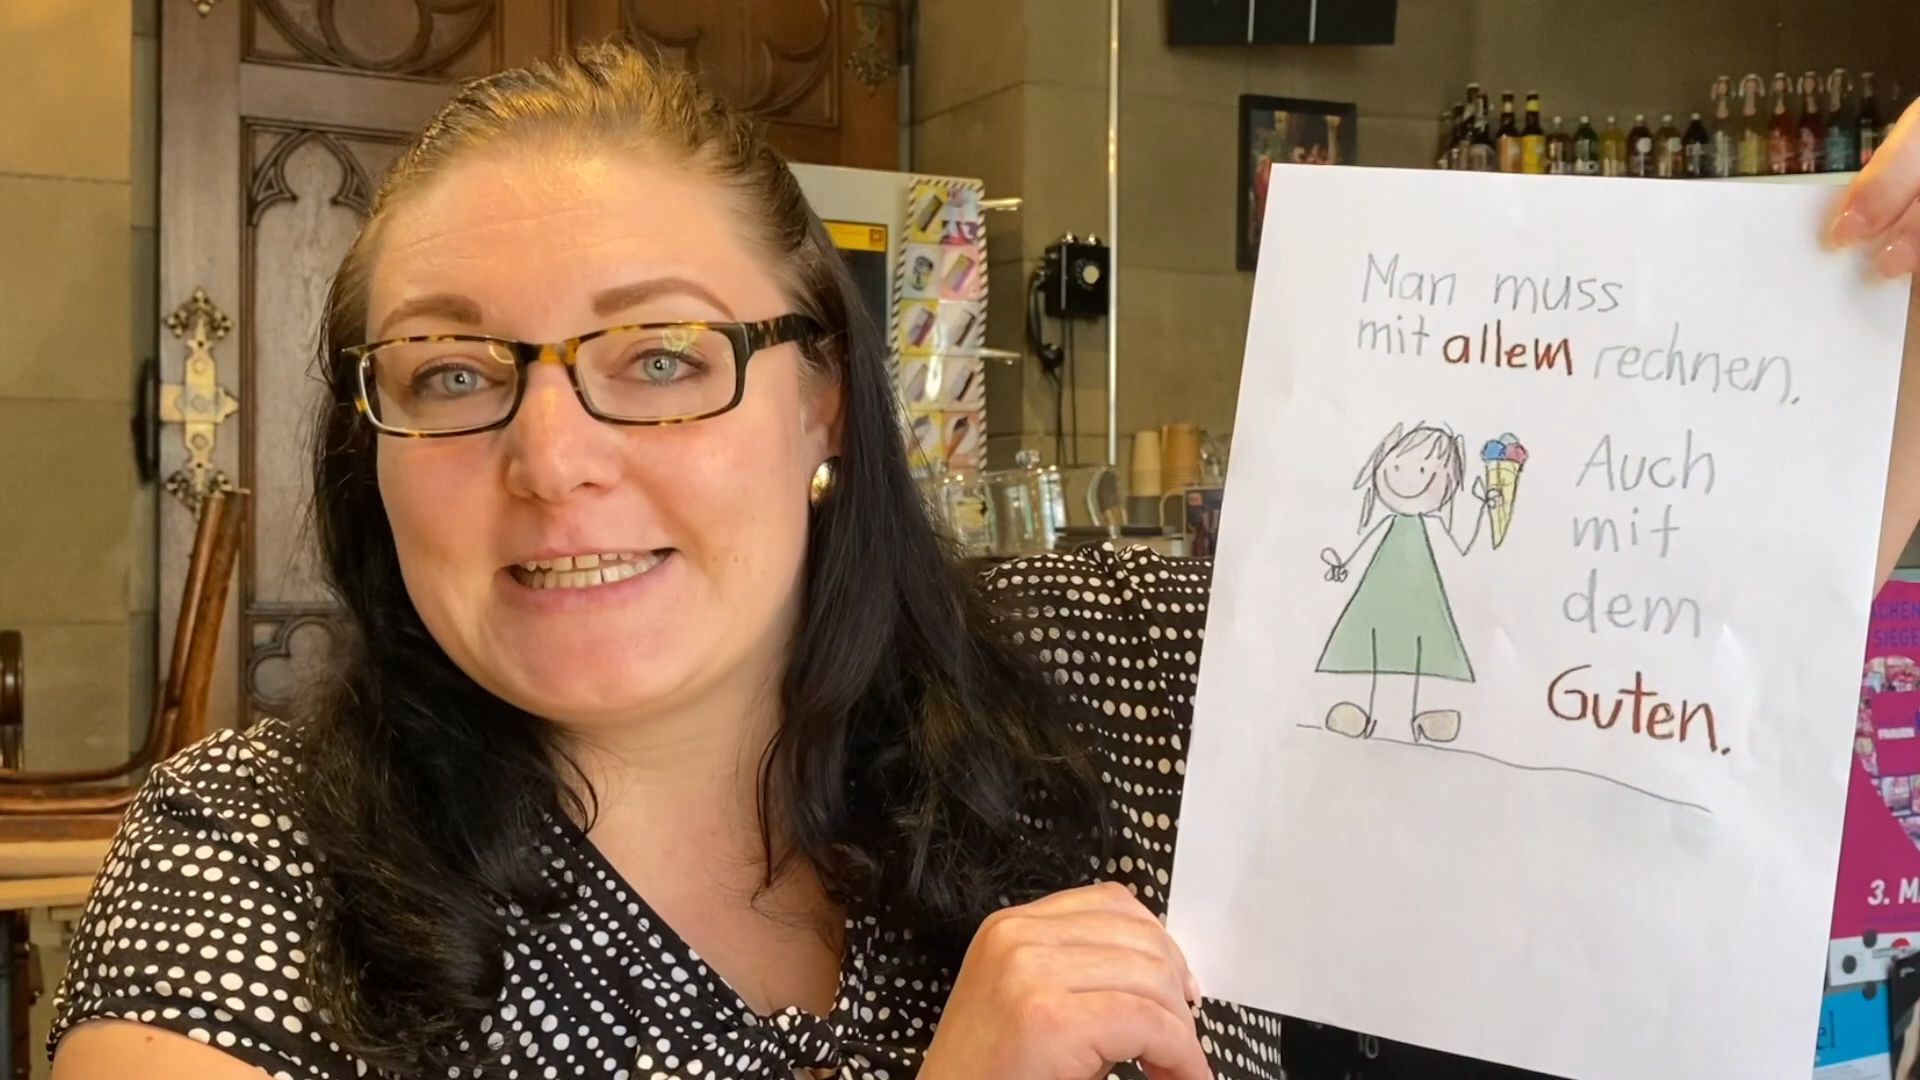 Man muss
mit allem rechnen.
Auch
mit
dem
Guten.
3. M